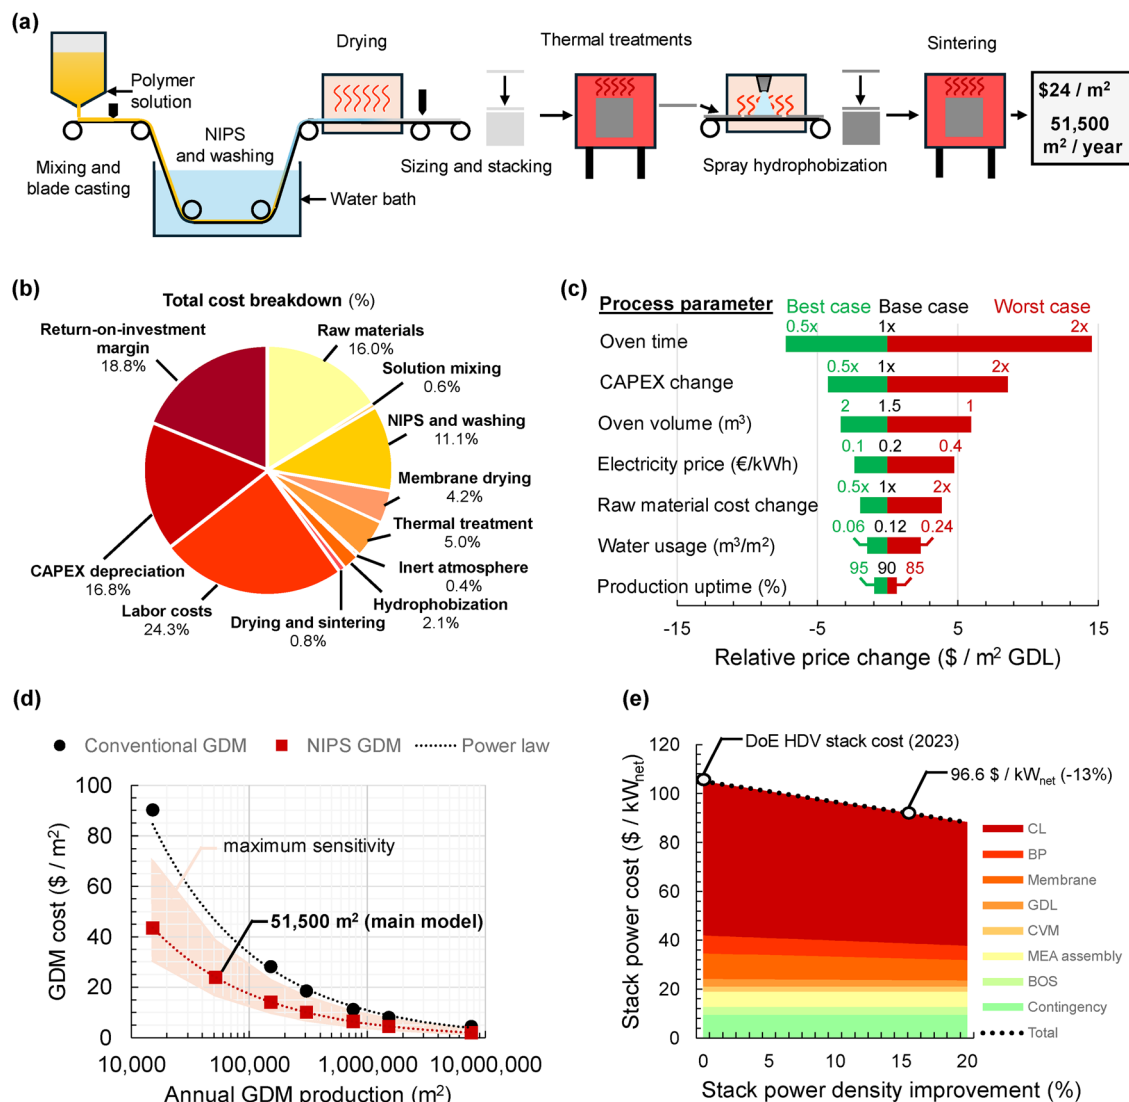 (a)
Polymer
solution
Mixing and
blade casting
NIPS
and washing
Water bath
Drying
Sizing and stacking
Thermal treatments
Spray hydrophobization
Sintering
$24 / m²
51,500
m² / year
(b)
Total cost breakdown (%)
Return-on-investment
margin
18.8%
Raw materials
16.0%
Solution mixing
0.6%
NIPS and washing
11.1%
Membrane drying
4.2%
Thermal treatment
5.0%
Inert atmosphere
0.4%
Hydrophobization
2.1%
Drying and sintering
0.8%
Labor costs
24.3%
CAPEX depreciation
16.8%
(c)
Process parameter
Best case Base case Worst case
0.5x 1x 2x
Oven time
0.5x 1x 2x
CAPEX change
2 1.5 1
Oven volume (m³)
0.1 0.2 0.4
Electricity price (€/kWh)
0.5x 1x 2x
Raw material cost change
0.06 0.12 0.24
Water usage (m³/m²)
95 90 85
Production uptime (%)
-15 -5 5 15
Relative price change ($ / m² GDL)
(d)
Conventional GDM NIPS GDM Power law
100
80
60
40
20
0
GDM cost ($ / m²)
maximum sensitivity
51,500 m² (main model)
10,000 100,000 1,000,000 10,000,000
Annual GDM production (m²)
(e)
120
100
80
60
40
20
0
Stack power cost ($ / kWnet)
DoE HDV stack cost (2023)
96.6 $ / kWnet (-13%)
CL
BP
Membrane
GDL
CVM
MEA assembly
BOS
Contingency
Total
0 5 10 15 20
Stack power density improvement (%)